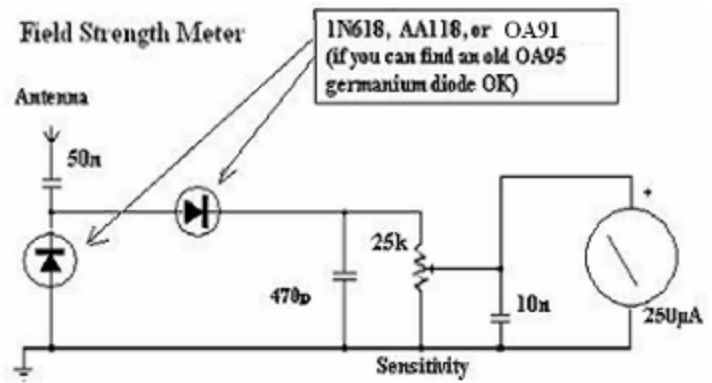 Field Strength Meter
1N618, AA118, or OA91
(if you can find an old OA95
germanium diode OK)
Antenna
50n
25k
+
470p
10n
250µA
Sensitivity